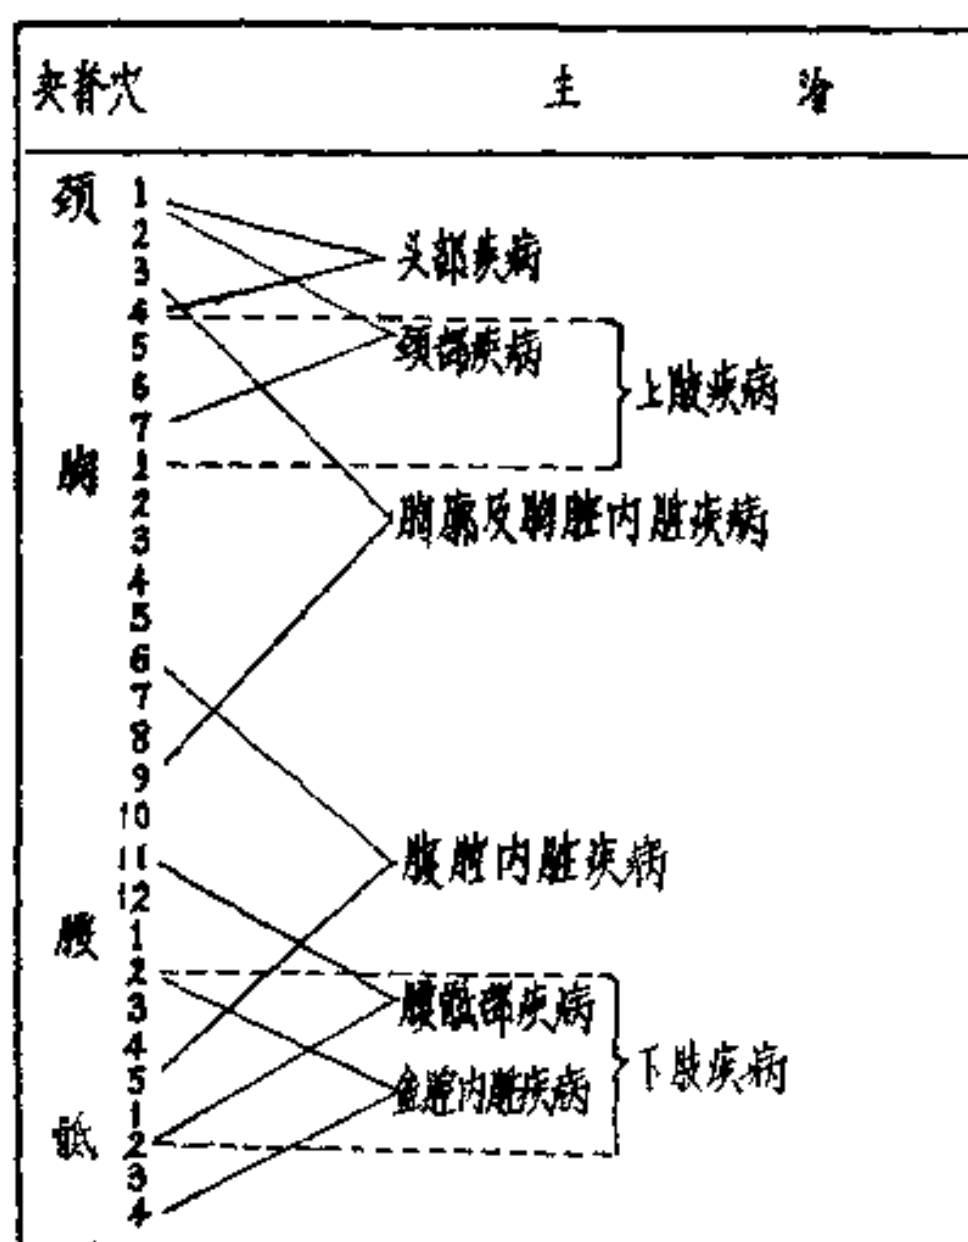 夹脊穴 主治
颈 1
2
3 头部疾病
4
5 颈部疾病
6 上肢疾病
7
胸 1
2
3 胸廓及胸腔内脏疾病
4
5
6
7
8
9
10
11 腹腔内脏疾病
12
腰 1
2
3 腰骶部疾病
4
5 盆腔内脏疾病 下肢疾病
1
骶 2
3
4